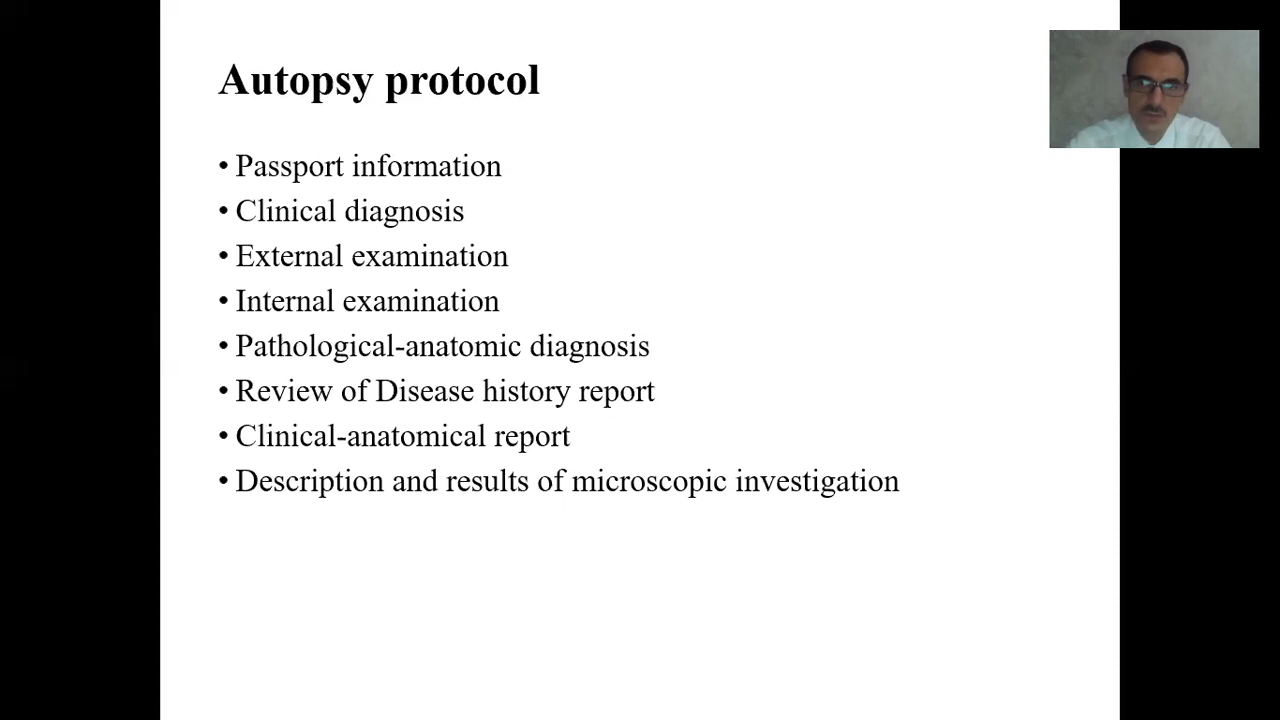 Autopsy protocol
• Passport information
• Clinical diagnosis
• External examination
• Internal examination
• Pathological-anatomic diagnosis
• Review of Disease history report
• Clinical-anatomical report
• Description and results of microscopic investigation